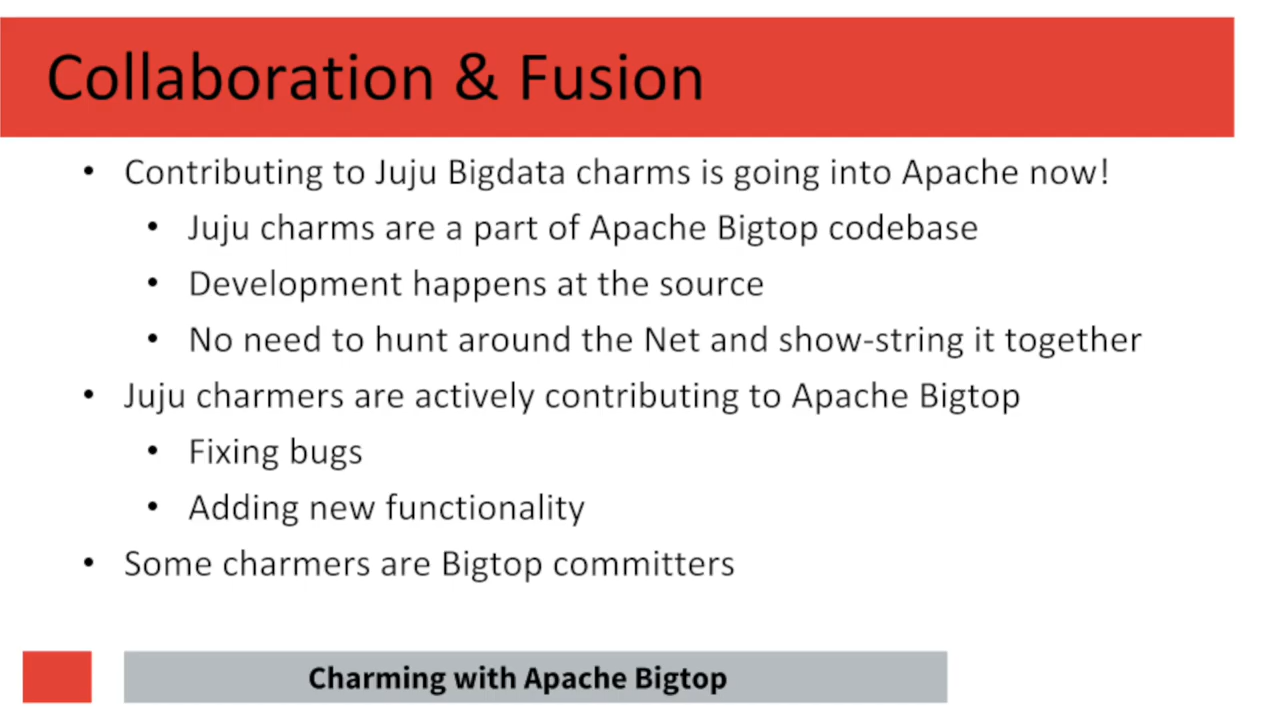 Collaboration & Fusion
• Contributing to Juju Bigdata charms is going into Apache now!
• Juju charms are a part of Apache Bigtop codebase
• Development happens at the source
• No need to hunt around the Net and show-string it together
• Juju charmers are actively contributing to Apache Bigtop
• Fixing bugs
• Adding new functionality
• Some charmers are Bigtop committers
Charming with Apache Bigtop